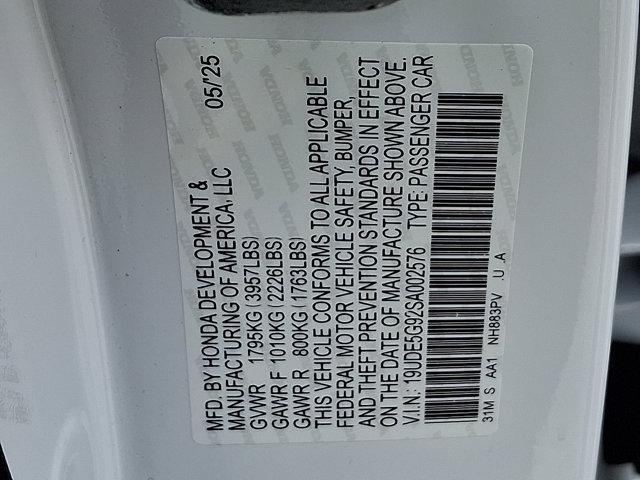 MFD. BY HONDA DEVELOPMENT & 05/'25
MANUFACTURING OF AMERICA, LLC
GVWR 1795KG(3957LBS)
GAWR F 1010KG(2226LBS)
GAWR R 800KG(1763LBS)
THIS VEHICLE CONFORMS TO ALL APPLICABLE
FEDERAL MOTOR VEHICLE SAFETY, BUMPER,
AND THEFT PREVENTION STANDARDS IN EFFECT
ON THE DATE OF MANUFACTURE SHOWN ABOVE.
V.I.N: 19UDE5G92SA002576 TYPE: PASSENGER CAR
31M S AA1 NH883PV .U .A